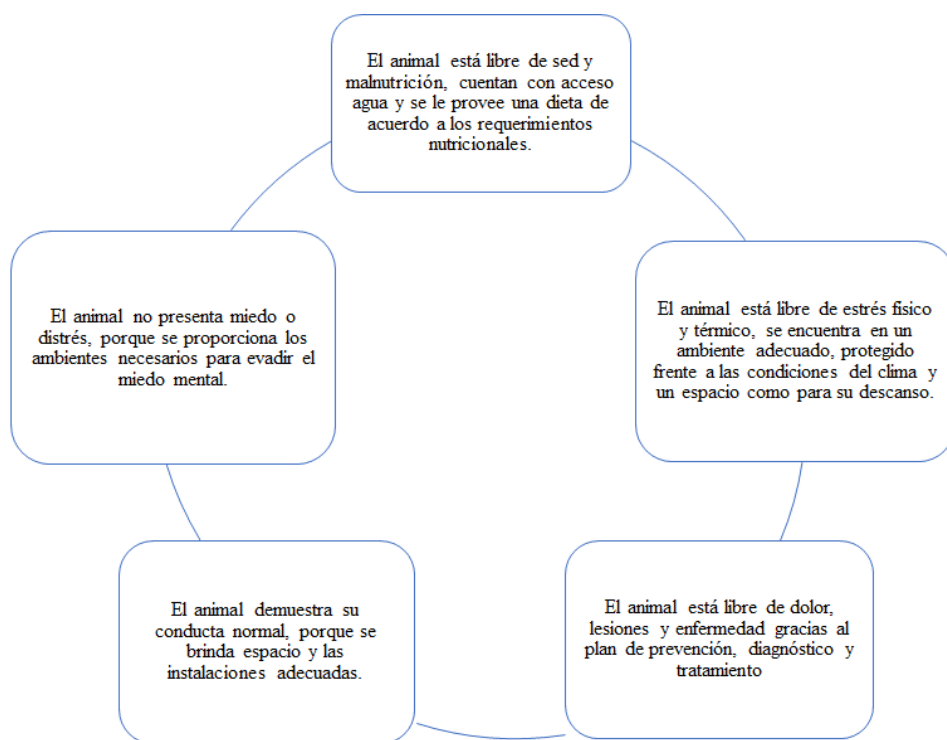 El animal está libre de sed y
malnutrición, cuentan con acceso
agua y se le provee una dieta de
acuerdo a los requerimientos
nutricionales.
El animal está libre de estrés físico
y térmico, se encuentra en un
ambiente adecuado, protegido
frente a las condiciones del clima y
un espacio como para su descanso.
El animal está libre de dolor,
lesiones y enfermedad gracias al
plan de prevención, diagnóstico y
tratamiento
El animal demuestra su
conducta normal, porque se
brinda espacio y las
instalaciones adecuadas.
El animal no presenta miedo o
distrés, porque se proporciona los
ambientes necesarios para evadir el
miedo mental.